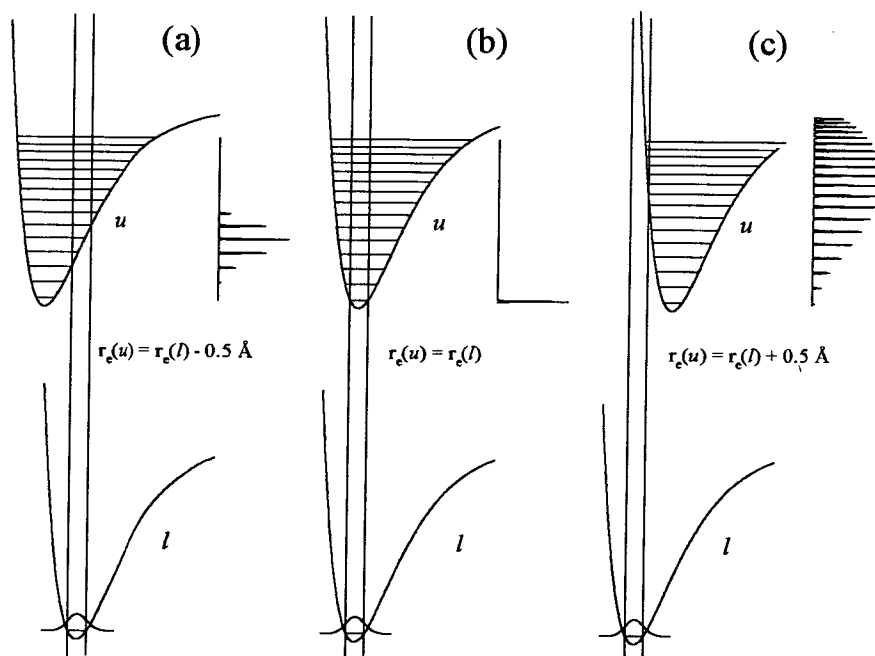 (a) (b) (c)
u u u
r_e(u) = r_e(l) - 0.5 Å r_e(u) = r_e(l) r_e(u) = r_e(l) + 0.5 Å
l l l